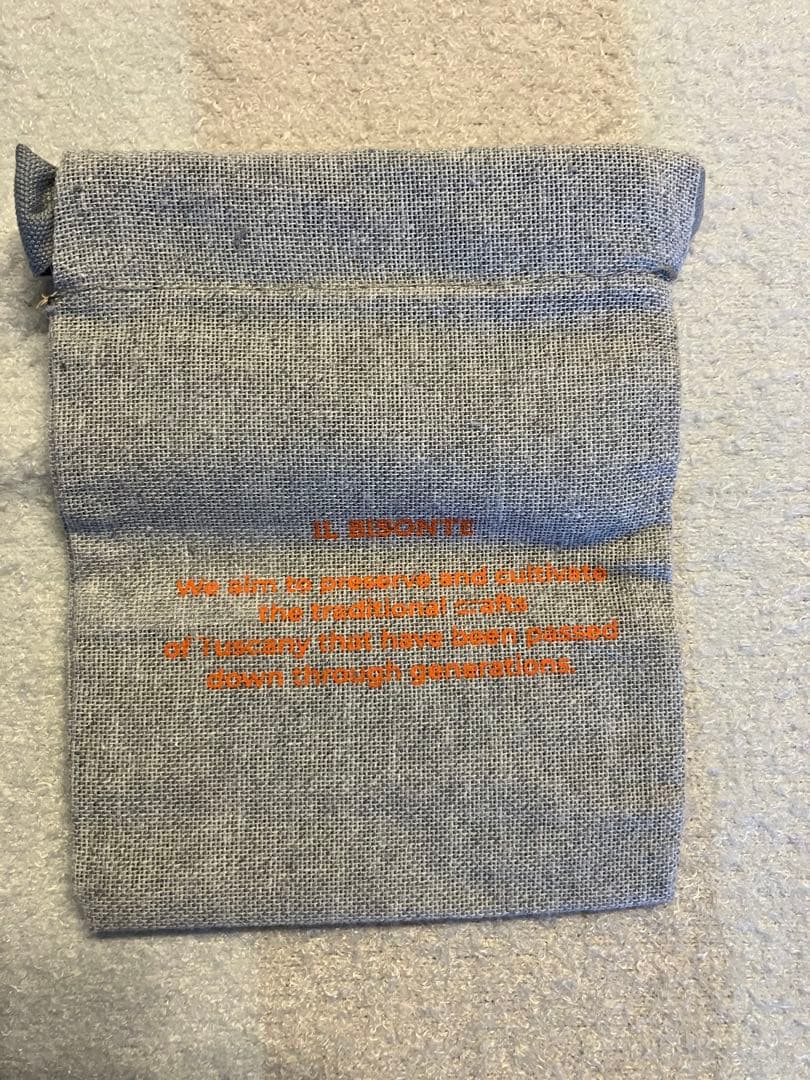 IL BISONTE
We aim to preserve and cultivate
the traditional crafts
of Tuscany that have been passed
down through generations.